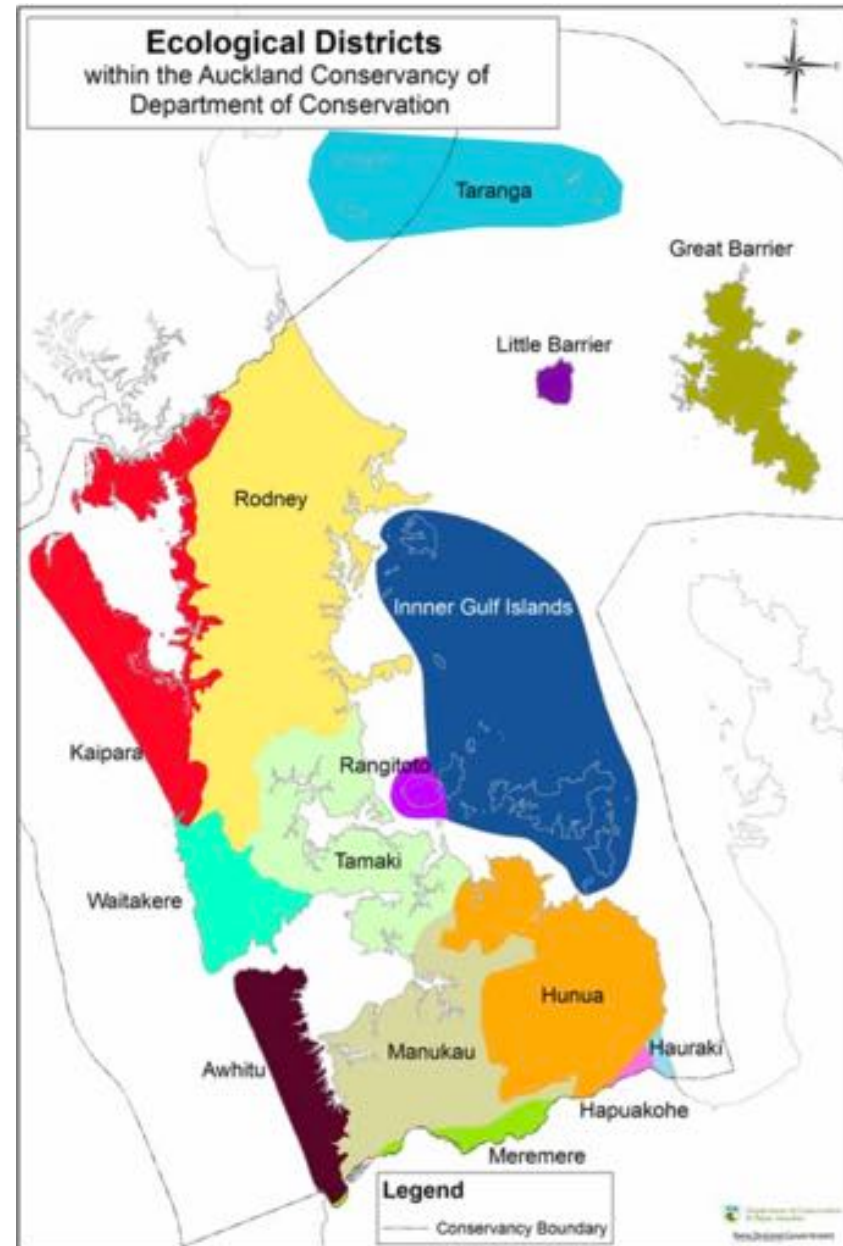 Ecological Districts
within the Auckland Conservancy of
Department of Conservation
N
Taranga
Great Barrier
Little Barrier
Rodney
Innner Gulf Islands
Kaipara
Rangitoto
Tamaki
Waitakere
Hunua
Manukau
Hauraki
Awhitu
Hapuakohe
Meremere
Legend
Conservancy Boundary